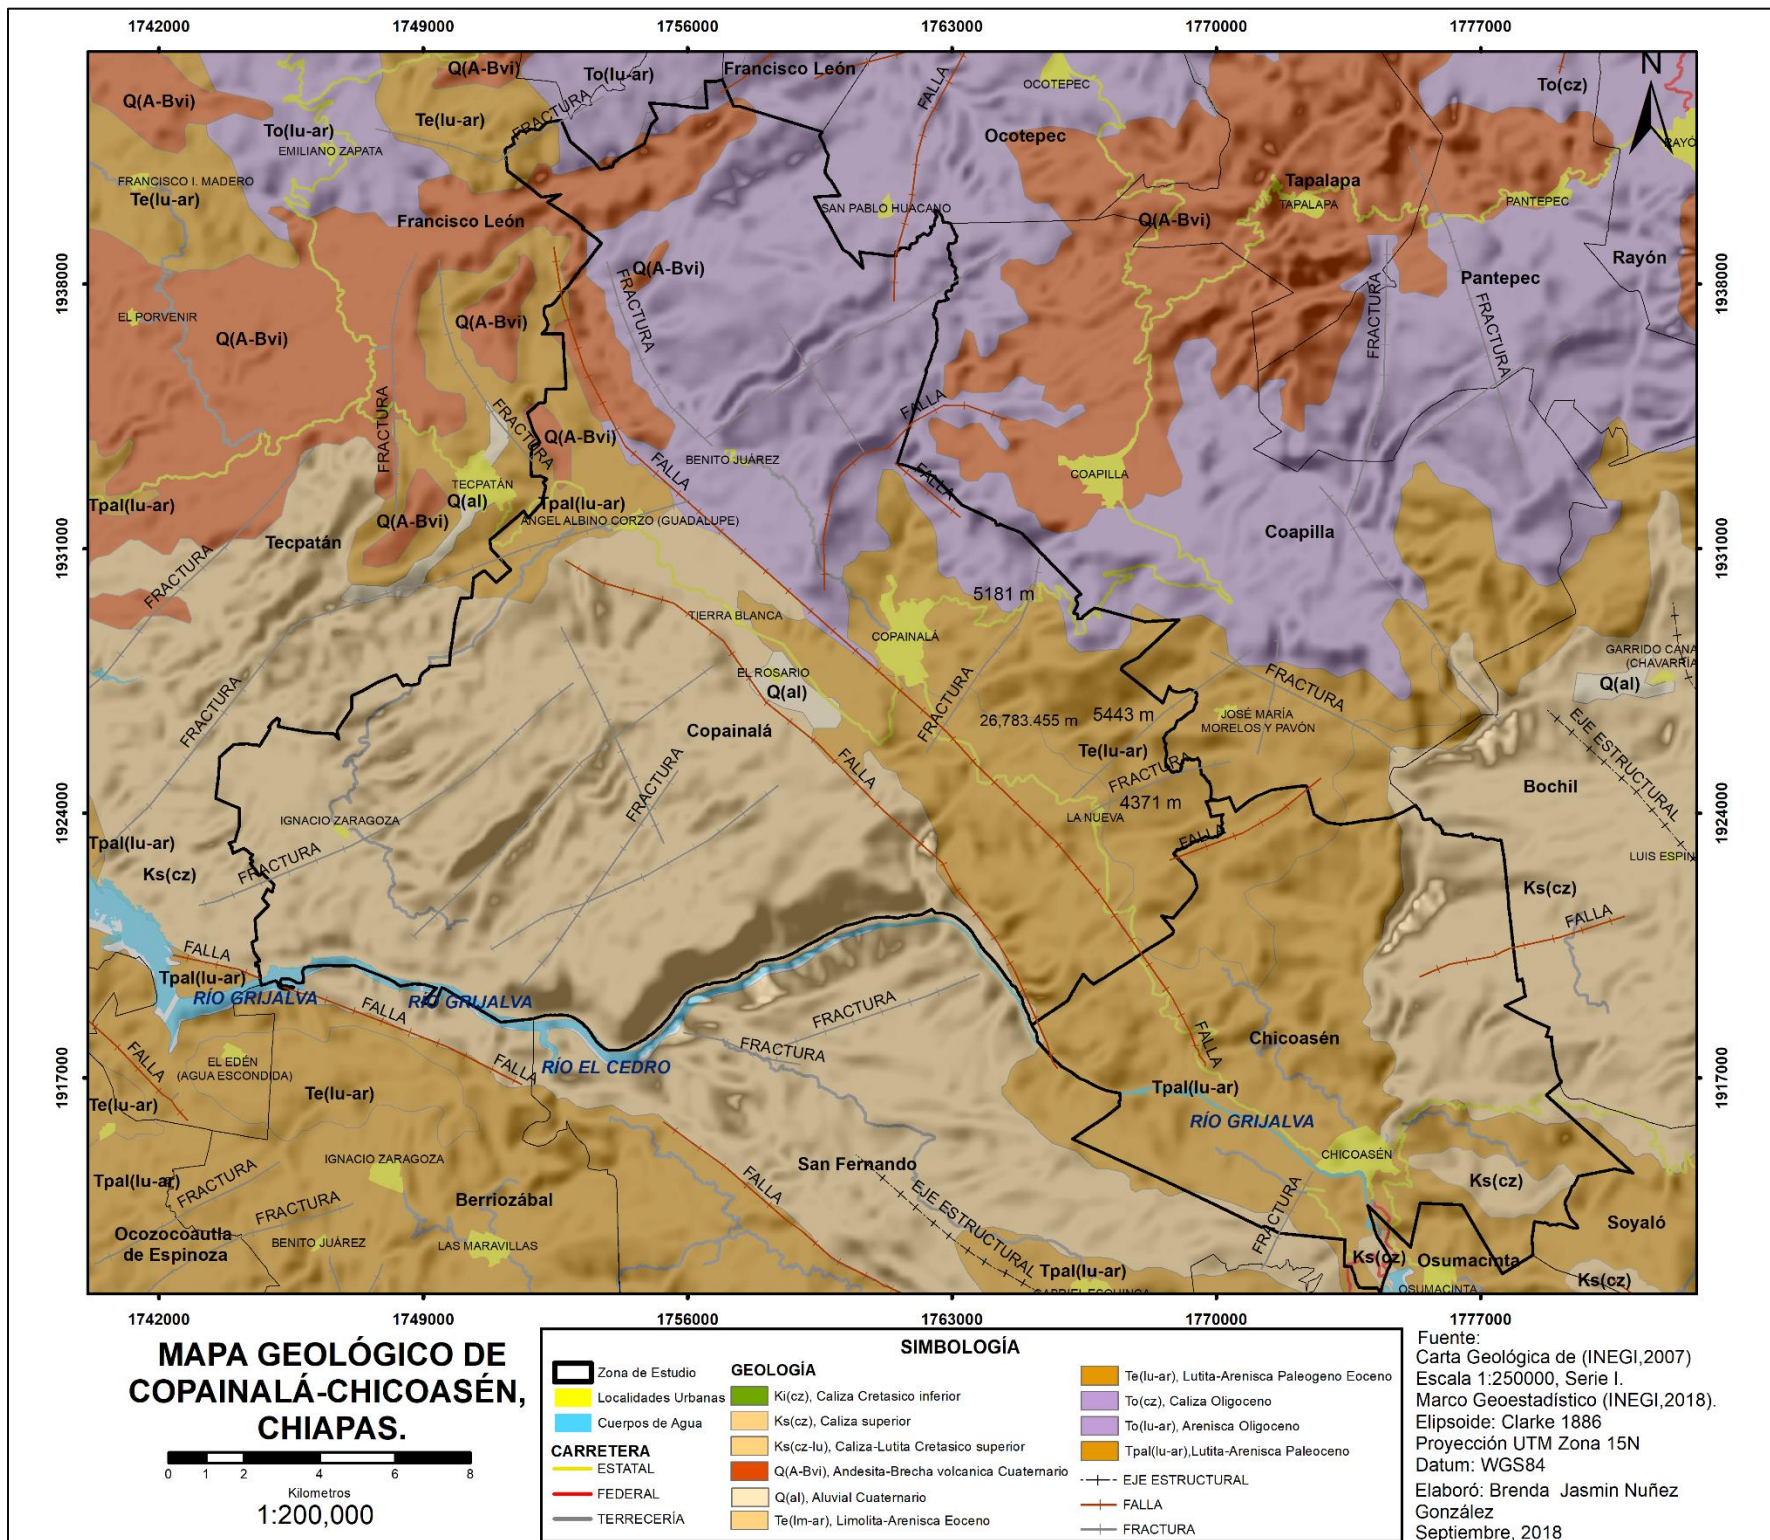 1742000 1749000 1756000 1763000 1770000 1777000
Q(A-Bvi)
To(lu-ar)
Francisco León
FALLA
OCOTEPEC
To(cz)
N
Q(A-Bvi)
Te(lu-ar)
FRACTURA
To(lu-ar)
EMILIANO ZAPATA
Ocotepec
FRANCISCO I. MADERO
Te(lu-ar)
Tapalapa
TAPALAPA
PANTEPEC
SAN PABLO HUACANO
Francisco León
Q(A-Bvi)
Rayón
Pantepec
1938000
1938000
Q(A-Bvi)
FRACTURA
FRACTURA
FRACTURA
EL PORVENIR
Q(A-Bvi)
Q(A-Bvi)
FRACTURA
FRACTURA
FALLA
Q(A-Bvi)
BENITO JUÁREZ
FALLA
FALLA
COAPILLA
TECPATÁN
Q(al)
Tpal(lu-ar)
Tpal(lu-ar)
Q(A-Bvi)
ANGEL ALBINO CORZO (GUADALUPE)
Coapilla
Tecpatán
1931000
1931000
FRACTURA
5181 m
TIERRA BLANCA
COPAINALÁ
GARRIDO CANA
(CHAVARRÍA
Q(al)
EL ROSARIO
Q(al)
FRACTURA
FRACTURA
FRACTURA
26,783.455 m
5443 m
JOSÉ MARÍA
MORELOS Y PAVÓN
Copainalá
Te(lu-ar)
EJE ESTRUCTURAL
FRACTURA
FALLA
FRACTURA
4371 m
Bochil
1924000
1924000
IGNACIO ZARAGOZA
LA NUEVA
FALLA
Tpal(lu-ar)
FRACTURA
LUIS ESPIN
Ks(cz)
Ks(cz)
FALLA
FALLA
Tpal(lu-ar)
RÍO GRIJALVA
RÍO GRIJALVA
FALLA
FRACTURA
FRACTURA
Chicoasén
FALLA
FALLA
EL EDÉN
(AGUA ESCONDIDA)
FALLA
RÍO EL CEDRO
1917000
1917000
Te(lu-ar)
Te(lu-ar)
Tpal(lu-ar)
RÍO GRIJALVA
IGNACIO ZARAGOZA
CHICOASÉN
San Fernando
FALLA
Tpal(lu-ar)
FRACTURA
Ks(cz)
Berriozábal
EJE ESTRUCTURAL
FRACTURA
FRACTURA
Soyaló
Ocozocoautla
de Espinoza
BENITO JUÁREZ
LAS MARAVILLAS
Ks(cz)
Osumacinta
Tpal(lu-ar)
Ks(cz)
OSUMACINTA
1742000 1749000 1756000 1763000 1770000 1777000
MAPA GEOLÓGICO DE
COPAINALÁ-CHICOASÉN,
CHIAPAS.
0 1 2 4 6 8
Kilometros
1:200,000
SIMBOLOGÍA
Zona de Estudio
Localidades Urbanas
Cuerpos de Agua
CARRETERA
ESTATAL
FEDERAL
TERRECERÍA
GEOLOGÍA
Ki(cz), Caliza Cretasico inferior
Ks(cz), Caliza superior
Ks(cz-lu), Caliza-Lutita Cretasico superior
Q(A-Bvi), Andesita-Brecha volcanica Cuaternario
Q(al), Aluvial Cuaternario
Te(lm-ar), Limolita-Arenisca Eoceno
Te(lu-ar), Lutita-Arenisca Paleogeno Eoceno
To(cz), Caliza Oligoceno
To(lu-ar), Arenisca Oligoceno
Tpal(lu-ar),Lutita-Arenisca Paleoceno
EJE ESTRUCTURAL
FALLA
FRACTURA
Fuente:
Carta Geológica de (INEGI,2007)
Escala 1:250000, Serie I.
Marco Geoestadístico (INEGI,2018).
Elipsoide: Clarke 1886
Proyección UTM Zona 15N
Datum: WGS84
Elaboró: Brenda Jasmin Nuñez
González
Septiembre, 2018